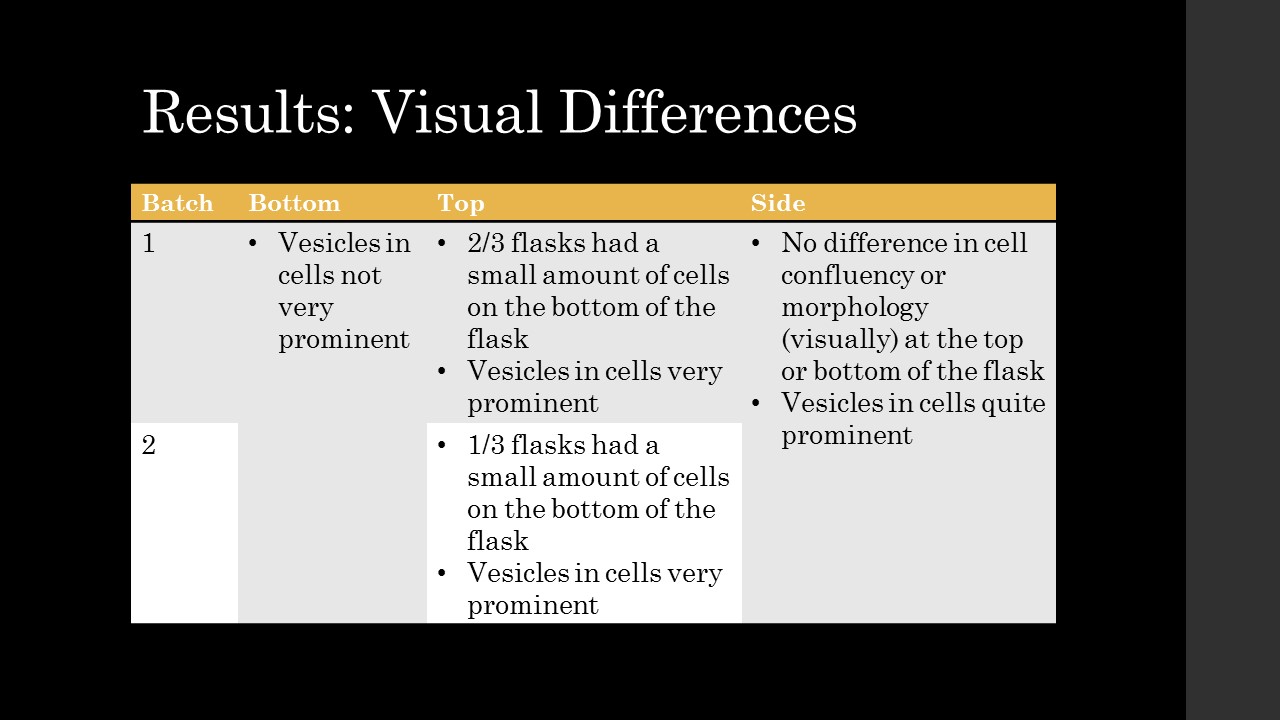 Results: Visual Differences
Batch Bottom Top Side
1
• Vesicles in
cells not
very
prominent
• 2/3 flasks had a
small amount of cells
on the bottom of the
flask
• Vesicles in cells very
prominent
• No difference in cell
confluency or
morphology
(visually) at the top
or bottom of the flask
• Vesicles in cells quite
prominent
2
• 1/3 flasks had a
small amount of cells
on the bottom of the
flask
• Vesicles in cells very
prominent